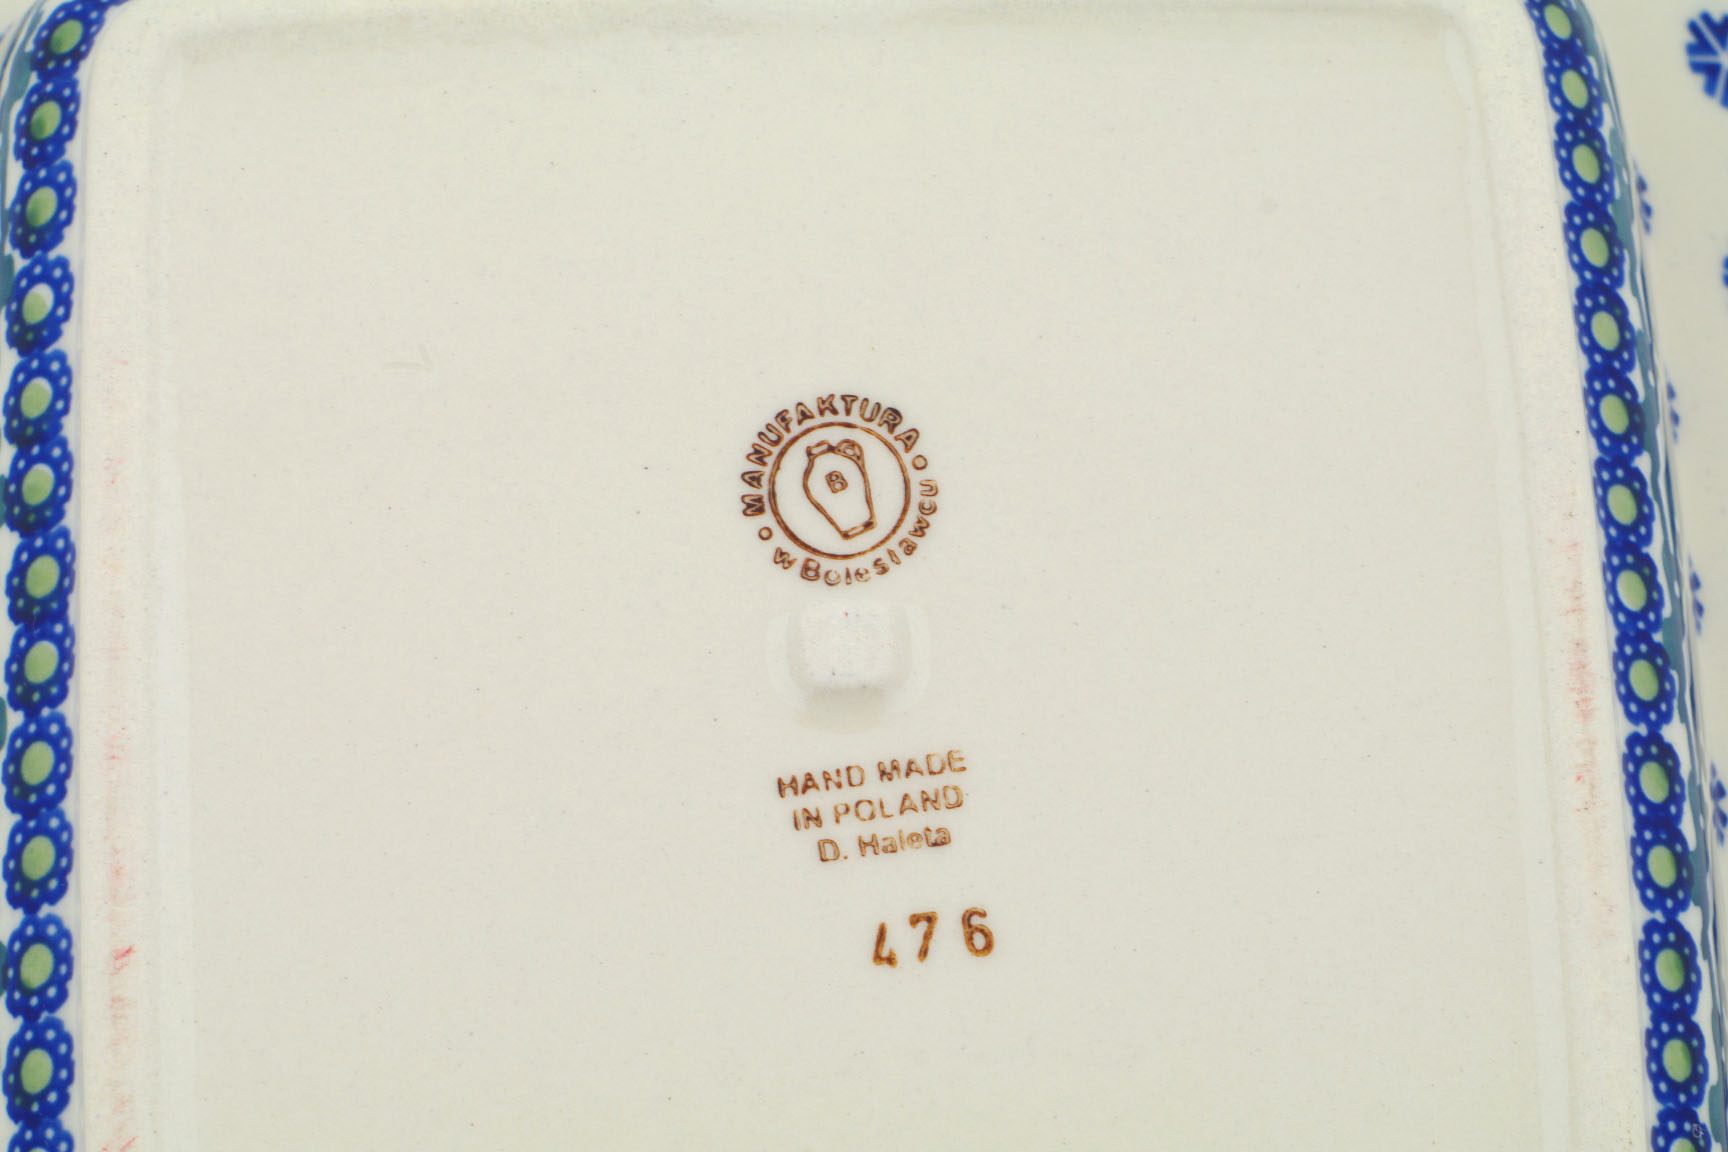 MANUFAKTURA
B
w Bolesławcu
HAND MADE
IN POLAND
D. Haleta
476